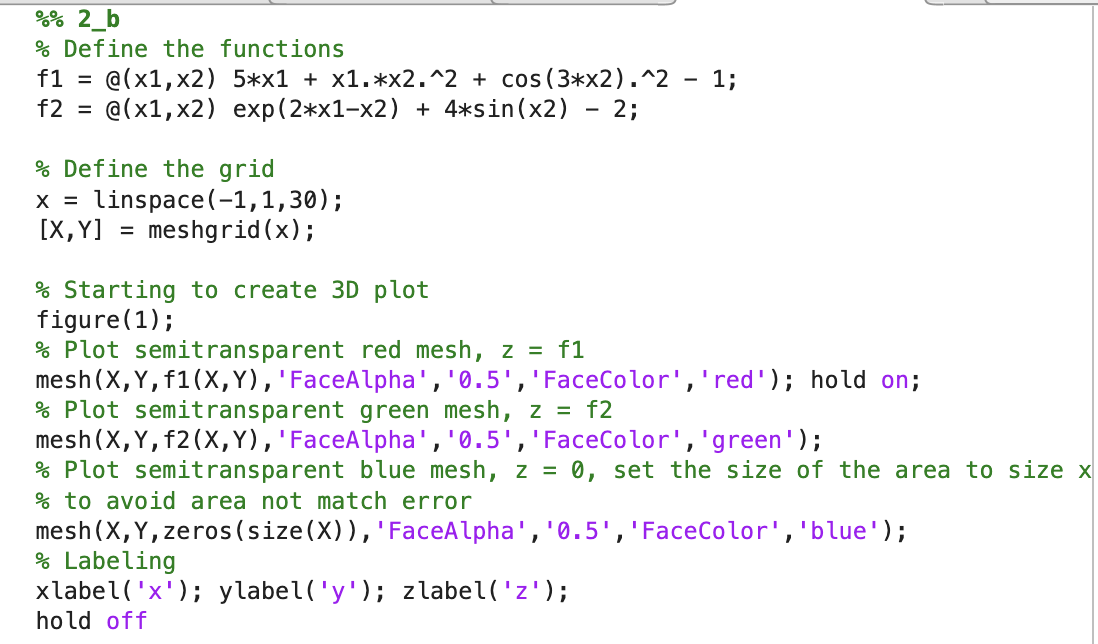 %% 2_b
% Define the functions
f1 = @(x1,x2) 5*x1 + x1.*x2.^2 + cos(3*x2).^2 - 1;
f2 = @(x1,x2) exp(2*x1-x2) + 4*sin(x2) - 2;
% Define the grid
x = linspace(-1,1,30);
[X,Y] = meshgrid(x);
% Starting to create 3D plot
figure(1);
% Plot semitransparent red mesh, z = f1
mesh(X,Y,f1(X,Y),'FaceAlpha','0.5','FaceColor','red'); hold on;
% Plot semitransparent green mesh, z = f2
mesh(X,Y,f2(X,Y),'FaceAlpha','0.5','FaceColor','green');
% Plot semitransparent blue mesh, z = 0, set the size of the area to size x
% to avoid area not match error
mesh(X,Y,zeros(size(X)),'FaceAlpha','0.5','FaceColor','blue');
% Labeling
xlabel('x'); ylabel('y'); zlabel('z');
hold off